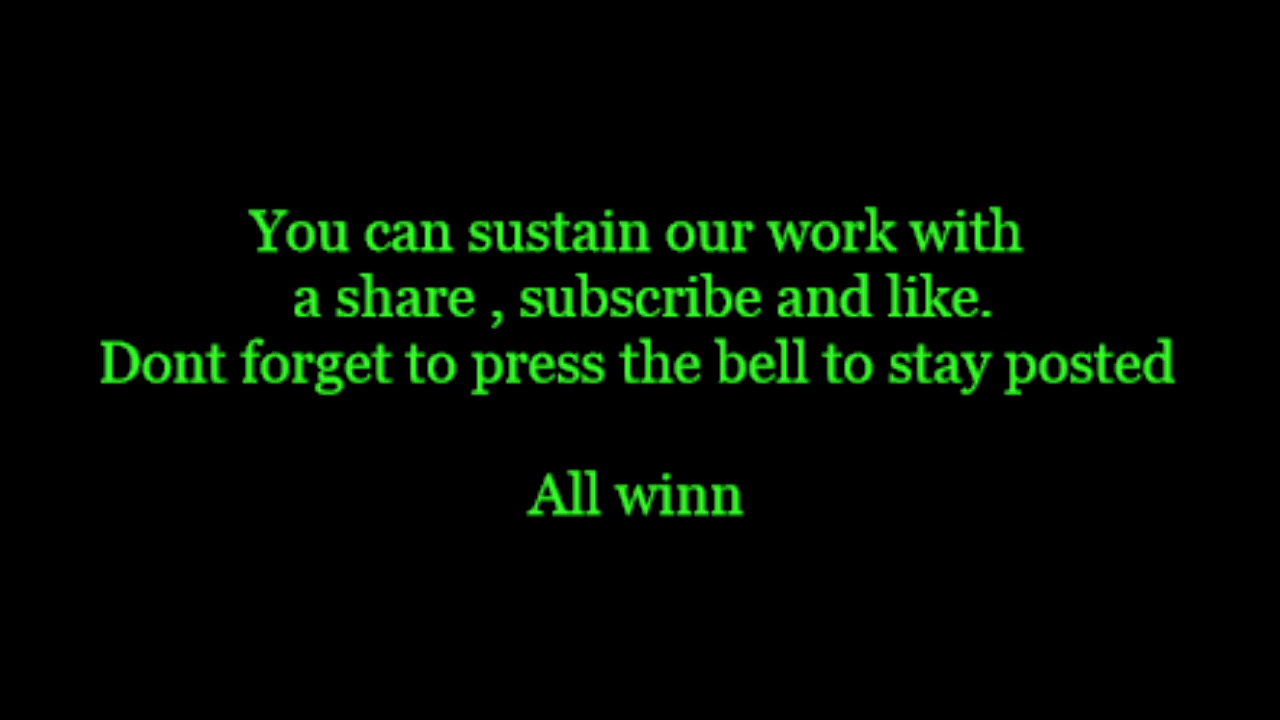 You can sustain our work with
a share , subscribe and like.
Dont forget to press the bell to stay posted
All winn